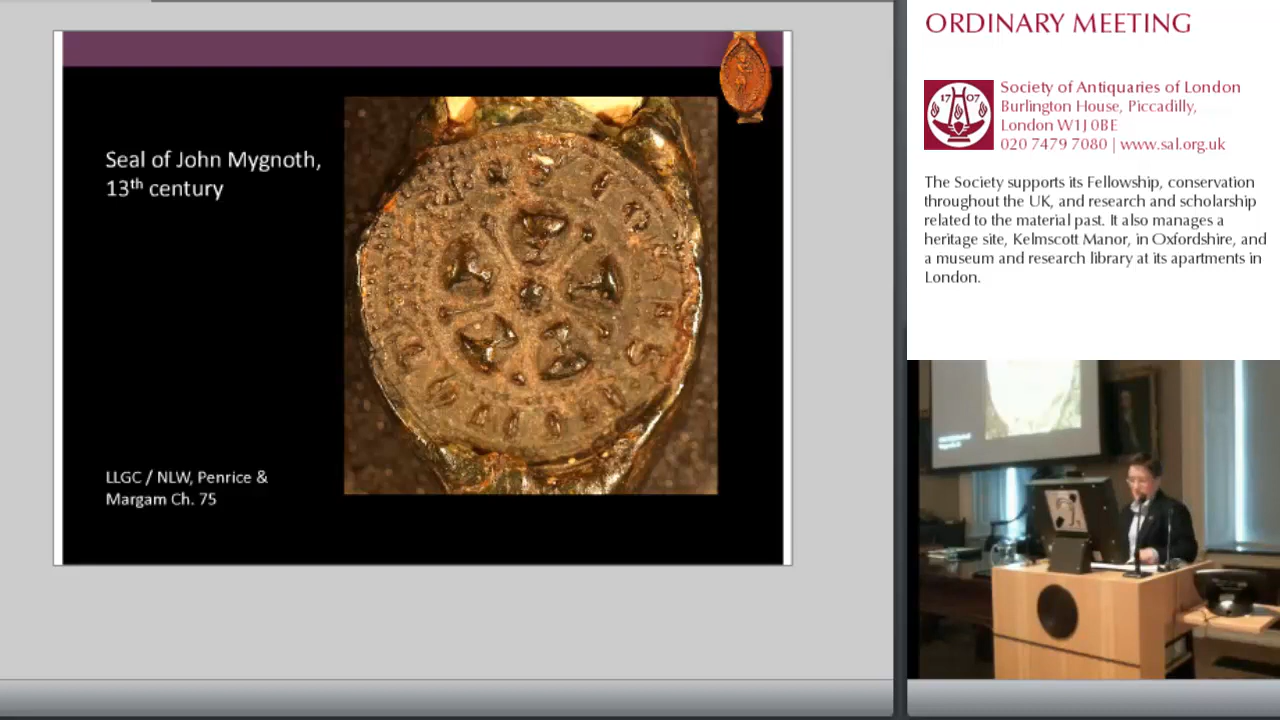 Seal of John Mygnoth,
13th century
LLGC / NLW, Penrice &
Margam Ch. 75
ORDINARY MEETING
17 07
Society of Antiquaries of London
Burlington House, Piccadilly,
London W1J 0BE
020 7479 7080 | www.sal.org.uk
The Society supports its Fellowship, conservation
throughout the UK, and research and scholarship
related to the material past. It also manages a
heritage site, Kelmscott Manor, in Oxfordshire, and
a museum and research library at its apartments in
London.